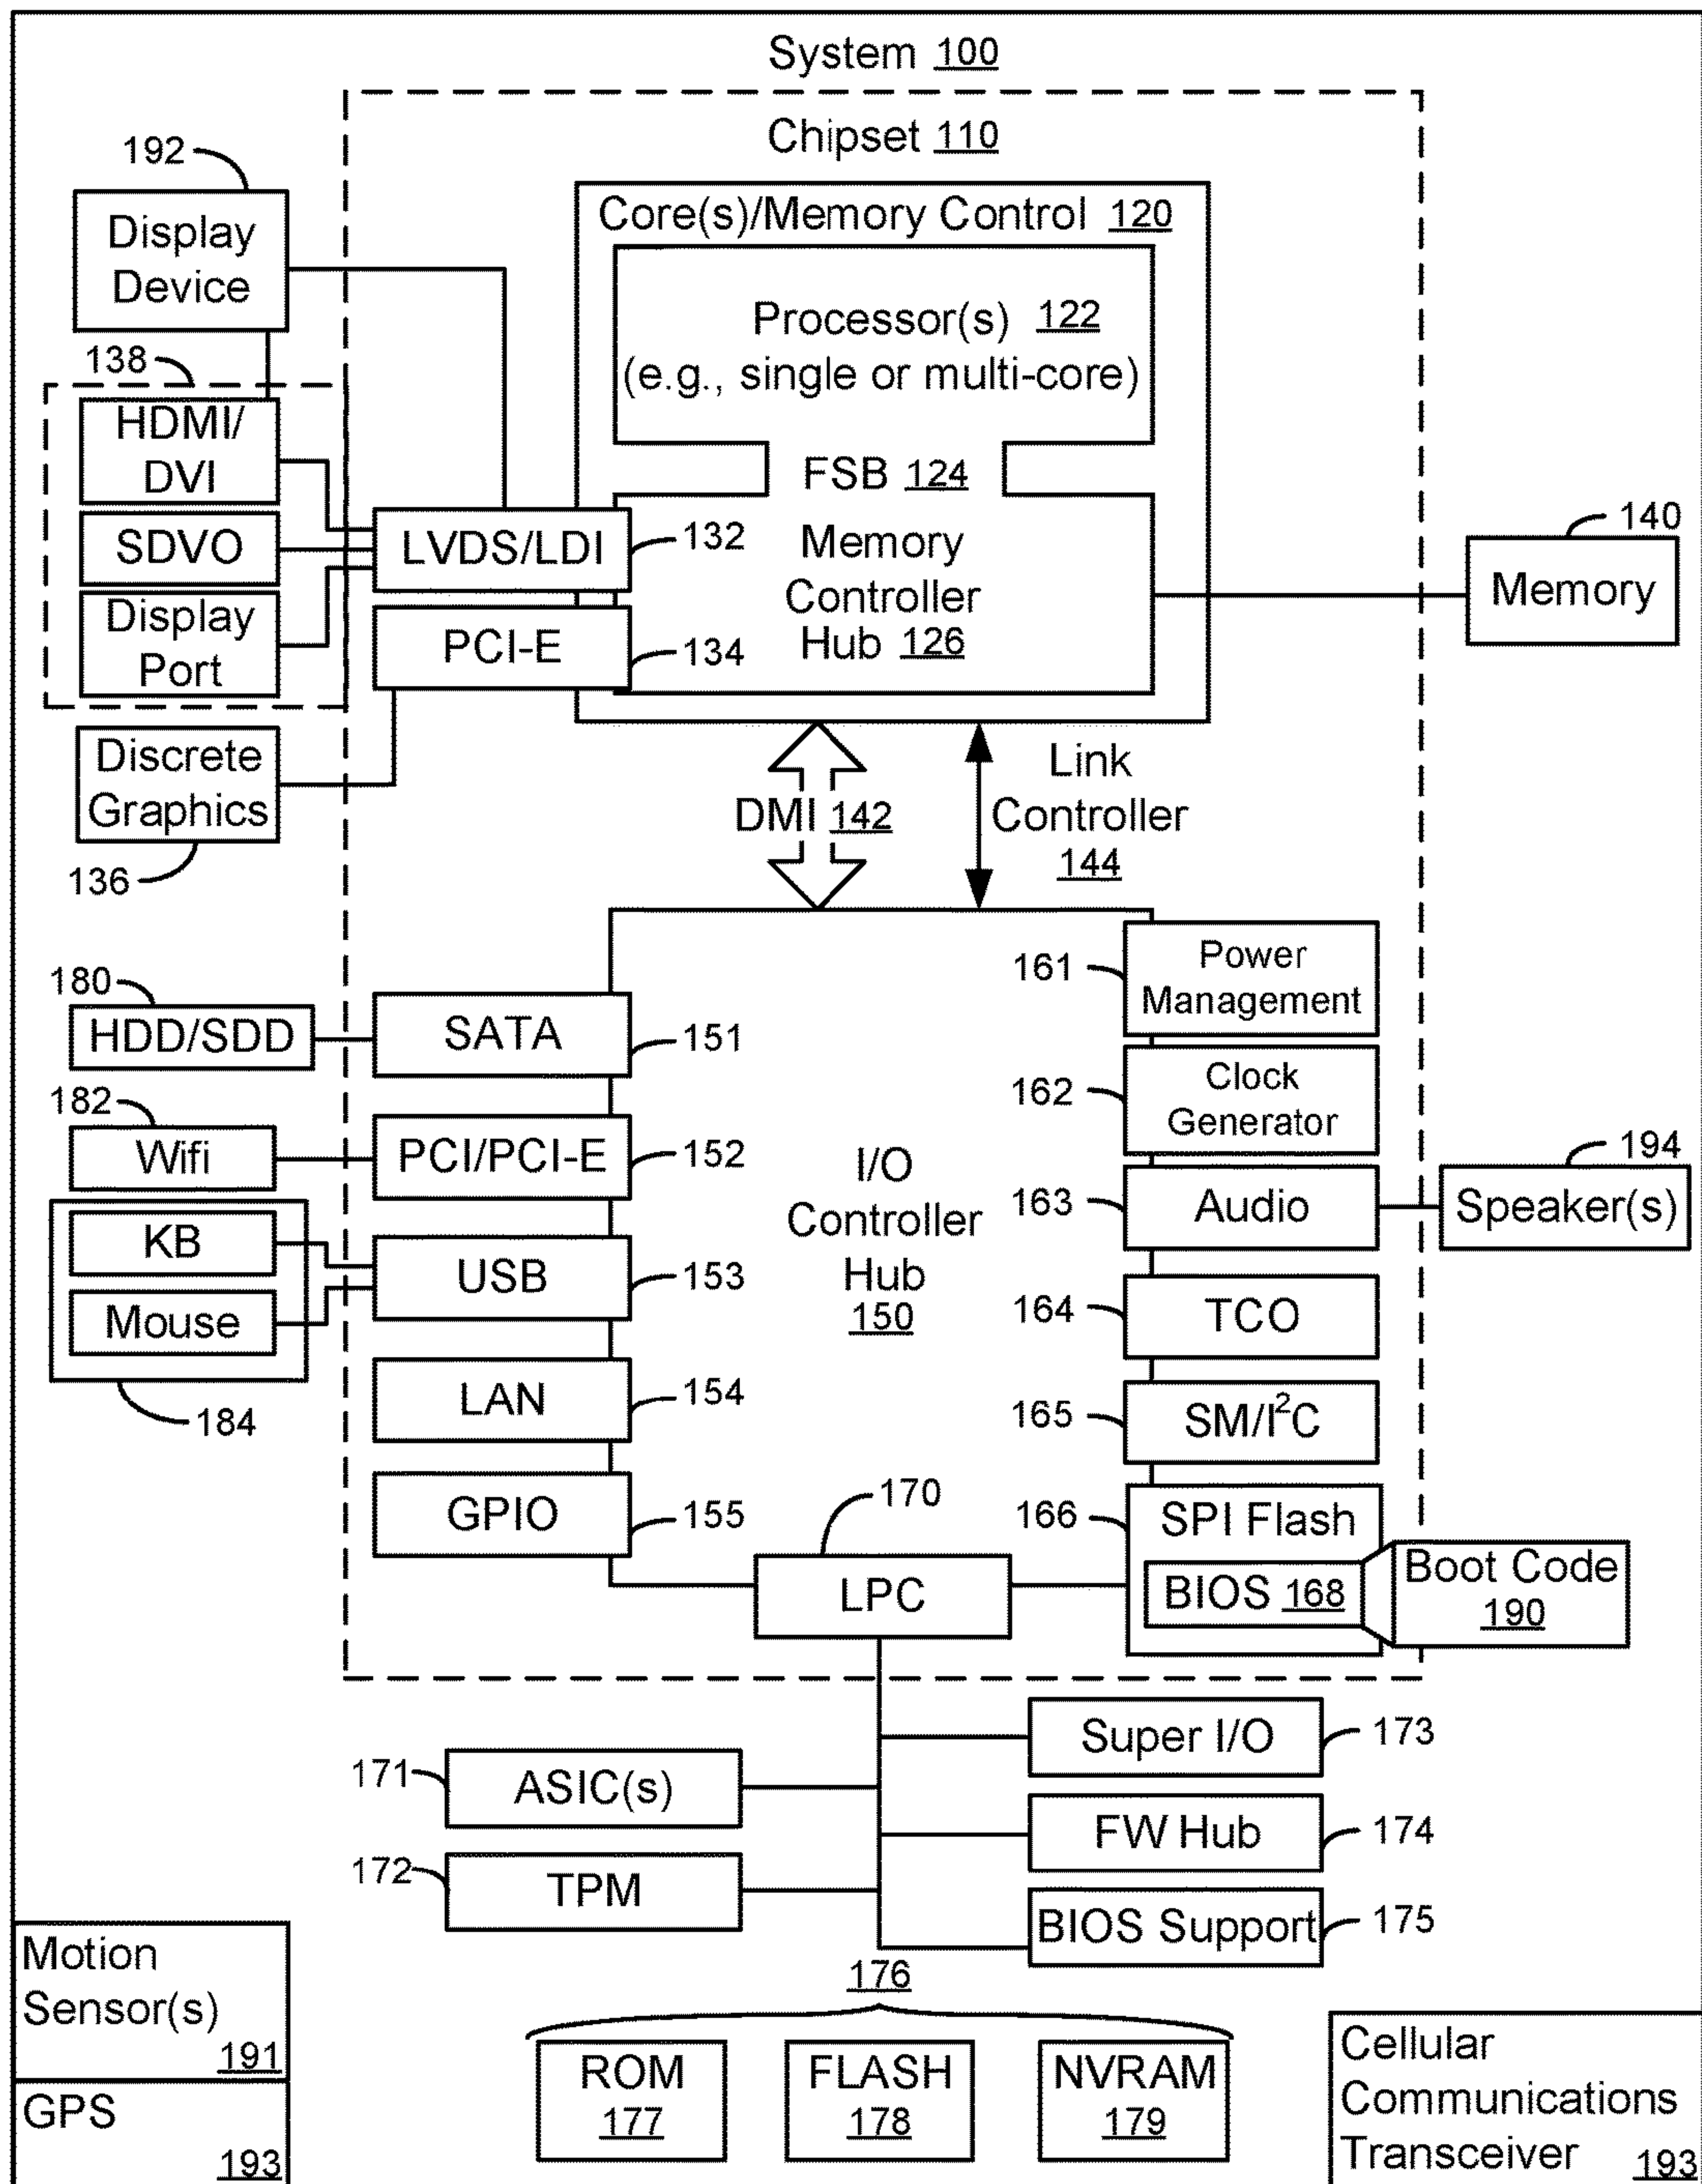 System 100
Chipset 110
192
Display
Device
Core(s)/Memory Control 120
Processor(s) 122
(e.g., single or multi-core)
FSB 124
Memory
Controller
Hub 126
138
HDMI/
DVI
SDVO
Display
Port
LVDS/LDI
132
PCI-E
134
140
Memory
Discrete
Graphics
136
DMI 142
Link
Controller
144
180
HDD/SDD
SATA
151
182
Wifi
PCI/PCI-E
152
KB
Mouse
184
USB
153
LAN
154
GPIO
155
I/O
Controller
Hub
150
161
Power
Management
162
Clock
Generator
163
Audio
194
Speaker(s)
164
TCO
165
SM/I²C
166
SPI Flash
BIOS 168
Boot Code
190
170
LPC
171
ASIC(s)
172
TPM
Super I/O
173
FW Hub
174
BIOS Support
175
176
ROM
177
FLASH
178
NVRAM
179
Motion
Sensor(s)
191
GPS
193
Cellular
Communications
Transceiver 193